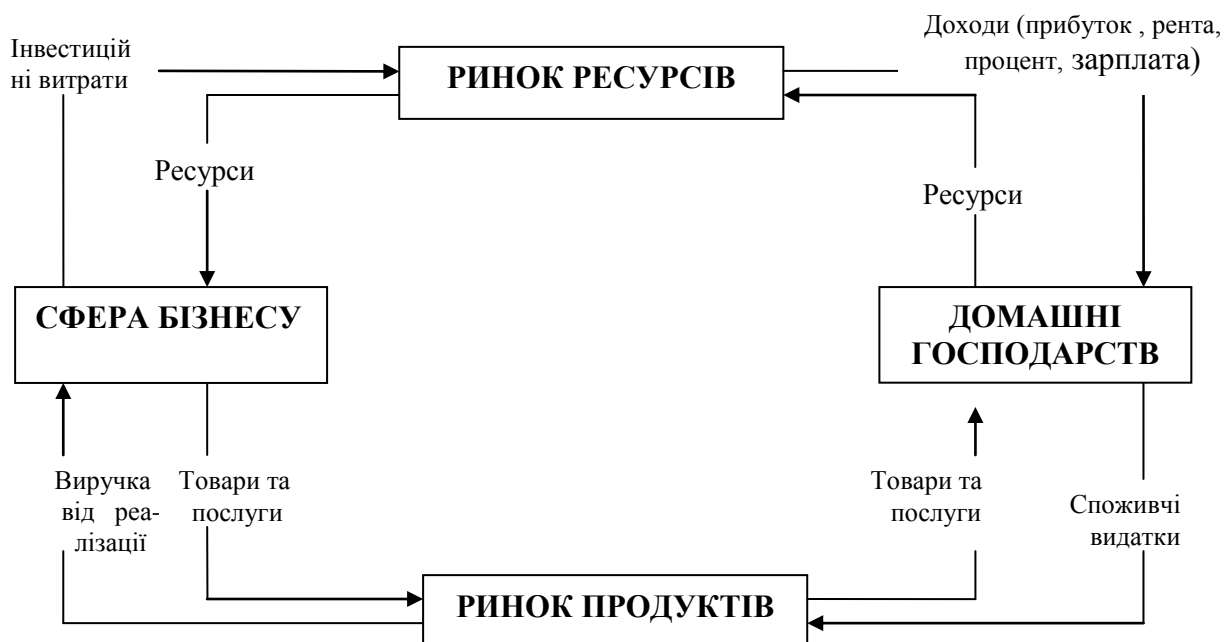 Доходи (прибуток , рента,
процент, зарплата)
Інвестицій
ні витрати
РИНОК РЕСУРСІВ
Ресурси
Ресурси
СФЕРА БІЗНЕСУ
ДОМАШНІ
ГОСПОДАРСТВ
Виручка
від реа-
лізації
Товари та
послуги
Товари та
послуги
Споживчі
видатки
РИНОК ПРОДУКТІВ